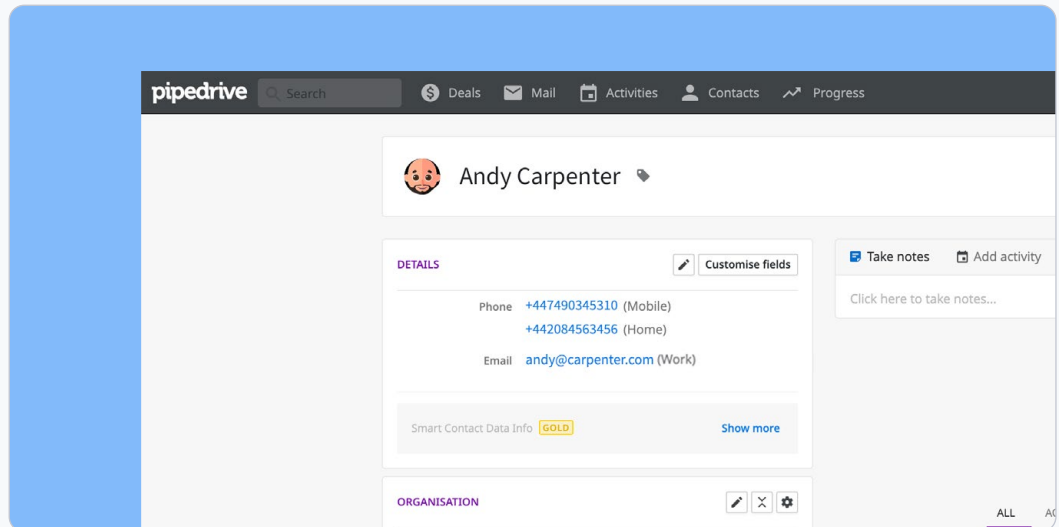 pipedrive Search Deals Mail Activities Contacts Progress
Andy Carpenter
DETAILS Customise fields
Phone +447490345310 (Mobile)
+442084563456 (Home)
Email andy@carpenter.com (Work)
Smart Contact Data Info GOLD Show more
ORGANISATION
Take notes Add activity
Click here to take notes...
ALL